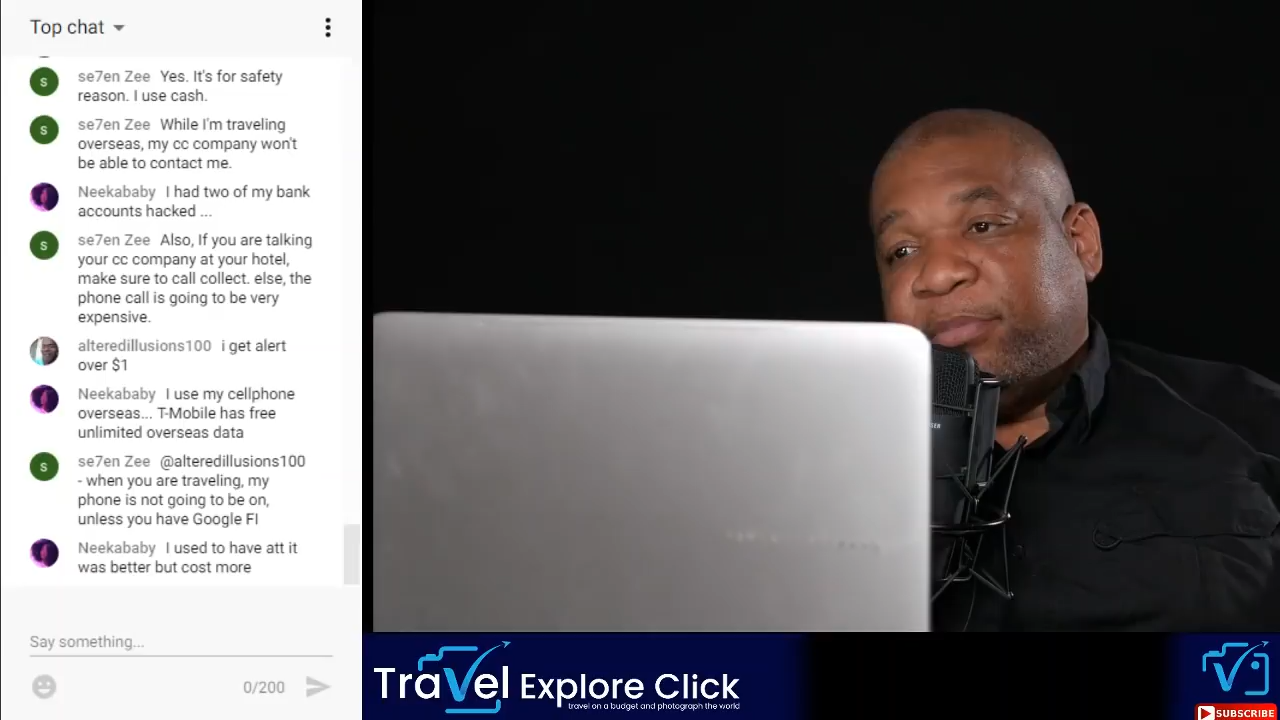 Top chat
se7en Zee Yes. It's for safety
reason. I use cash.
se7en Zee While I'm traveling
overseas, my cc company won't
be able to contact me.
Neekababy I had two of my bank
accounts hacked ...
se7en Zee Also, If you are talking
your cc company at your hotel,
make sure to call collect. else, the
phone call is going to be very
expensive.
alteredillusions100 i get alert
over $1
Neekababy I use my cellphone
overseas... T-Mobile has free
unlimited overseas data
se7en Zee @alteredillusions100
- when you are traveling, my
phone is not going to be on,
unless you have Google FI
Neekababy I used to have att it
was better but cost more
Say something...
0/200
S
S
S
S
Travel Explore Click
travel on a budget and photograph the world
SUBSCRIBE